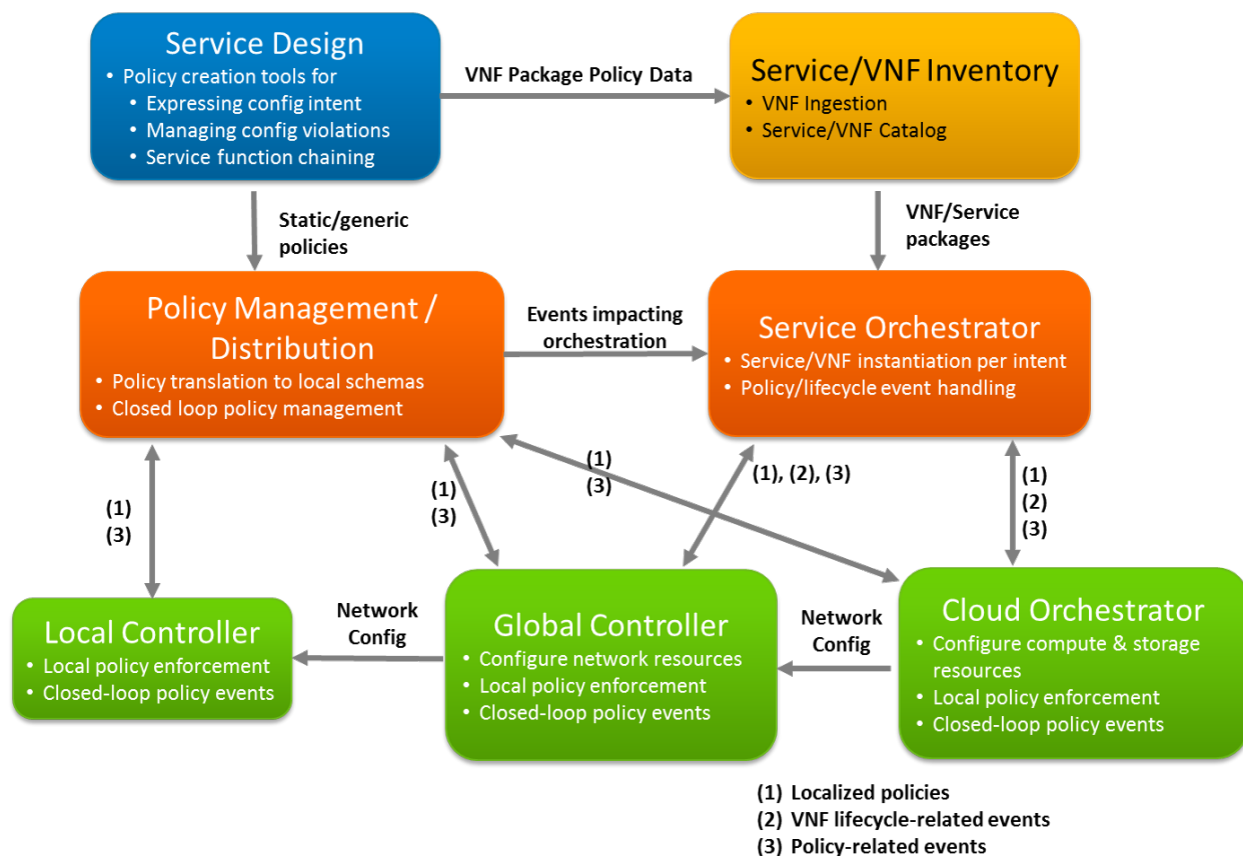 Service Design
• Policy creation tools for
• Expressing config intent
• Managing config violations
• Service function chaining
VNF Package Policy Data
Service/VNF Inventory
• VNF Ingestion
• Service/VNF Catalog
Static/generic
policies
VNF/Service
packages
Policy Management /
Distribution
• Policy translation to local schemas
• Closed loop policy management
Events impacting
orchestration
Service Orchestrator
• Service/VNF instantiation per intent
• Policy/lifecycle event handling
(1)
(3)
(1)
(3)
(1)
(3)
(1), (2), (3)
(1)
(2)
(3)
Local Controller
• Local policy enforcement
• Closed-loop policy events
Network
Config
Global Controller
• Configure network resources
• Local policy enforcement
• Closed-loop policy events
Network
Config
Cloud Orchestrator
• Configure compute & storage
resources
• Local policy enforcement
• Closed-loop policy events
(1) Localized policies
(2) VNF lifecycle-related events
(3) Policy-related events